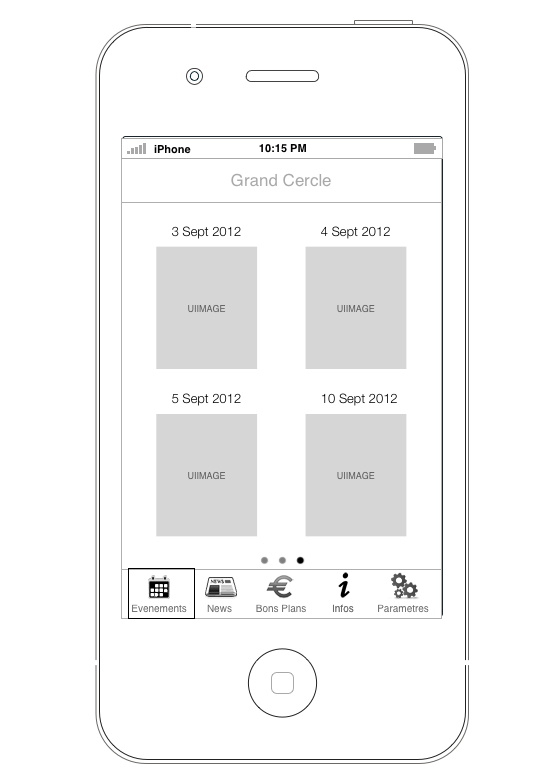 iPhone 10:15 PM
Grand Cercle
3 Sept 2012 4 Sept 2012
UIIMAGE UIIMAGE
5 Sept 2012 10 Sept 2012
UIIMAGE UIIMAGE
NEWS
Evenements News Bons Plans Infos Parametres